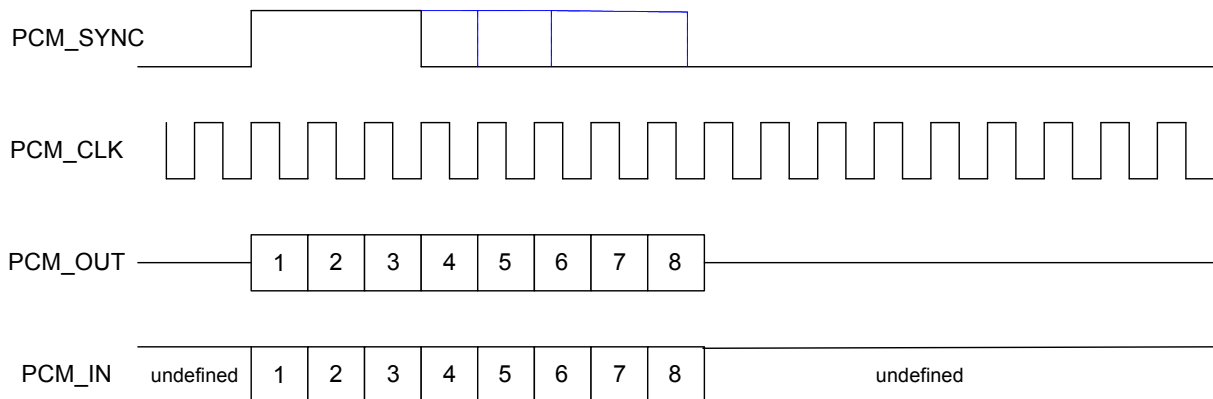 PCM_SYNC
PCM_CLK
PCM_OUT 1 2 3 4 5 6 7 8
PCM_IN undefined 1 2 3 4 5 6 7 8 undefined